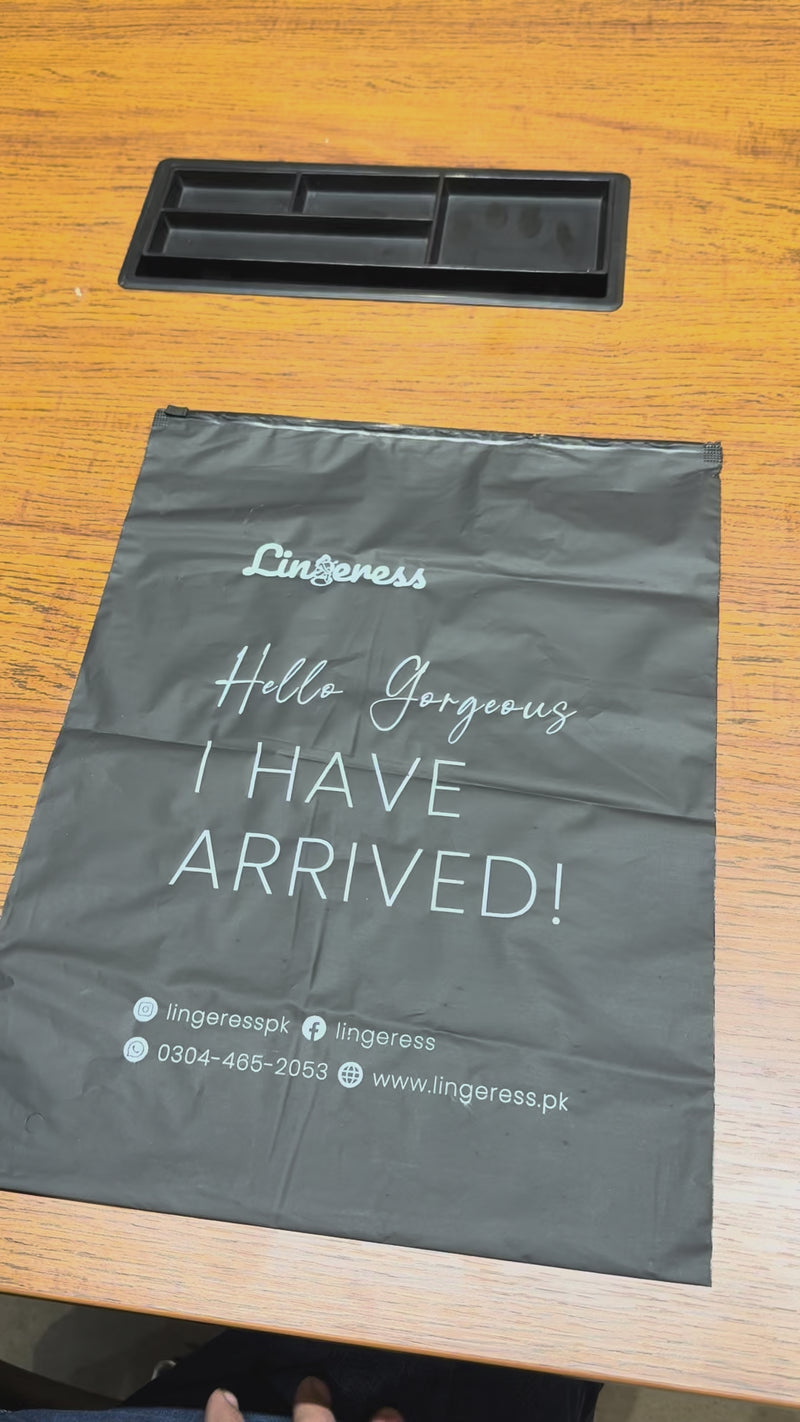 Lingeress
Hello Gorgeous
I HAVE
ARRIVED!
lingeresspk lingeress
0304-465-2053 www.lingeress.pk